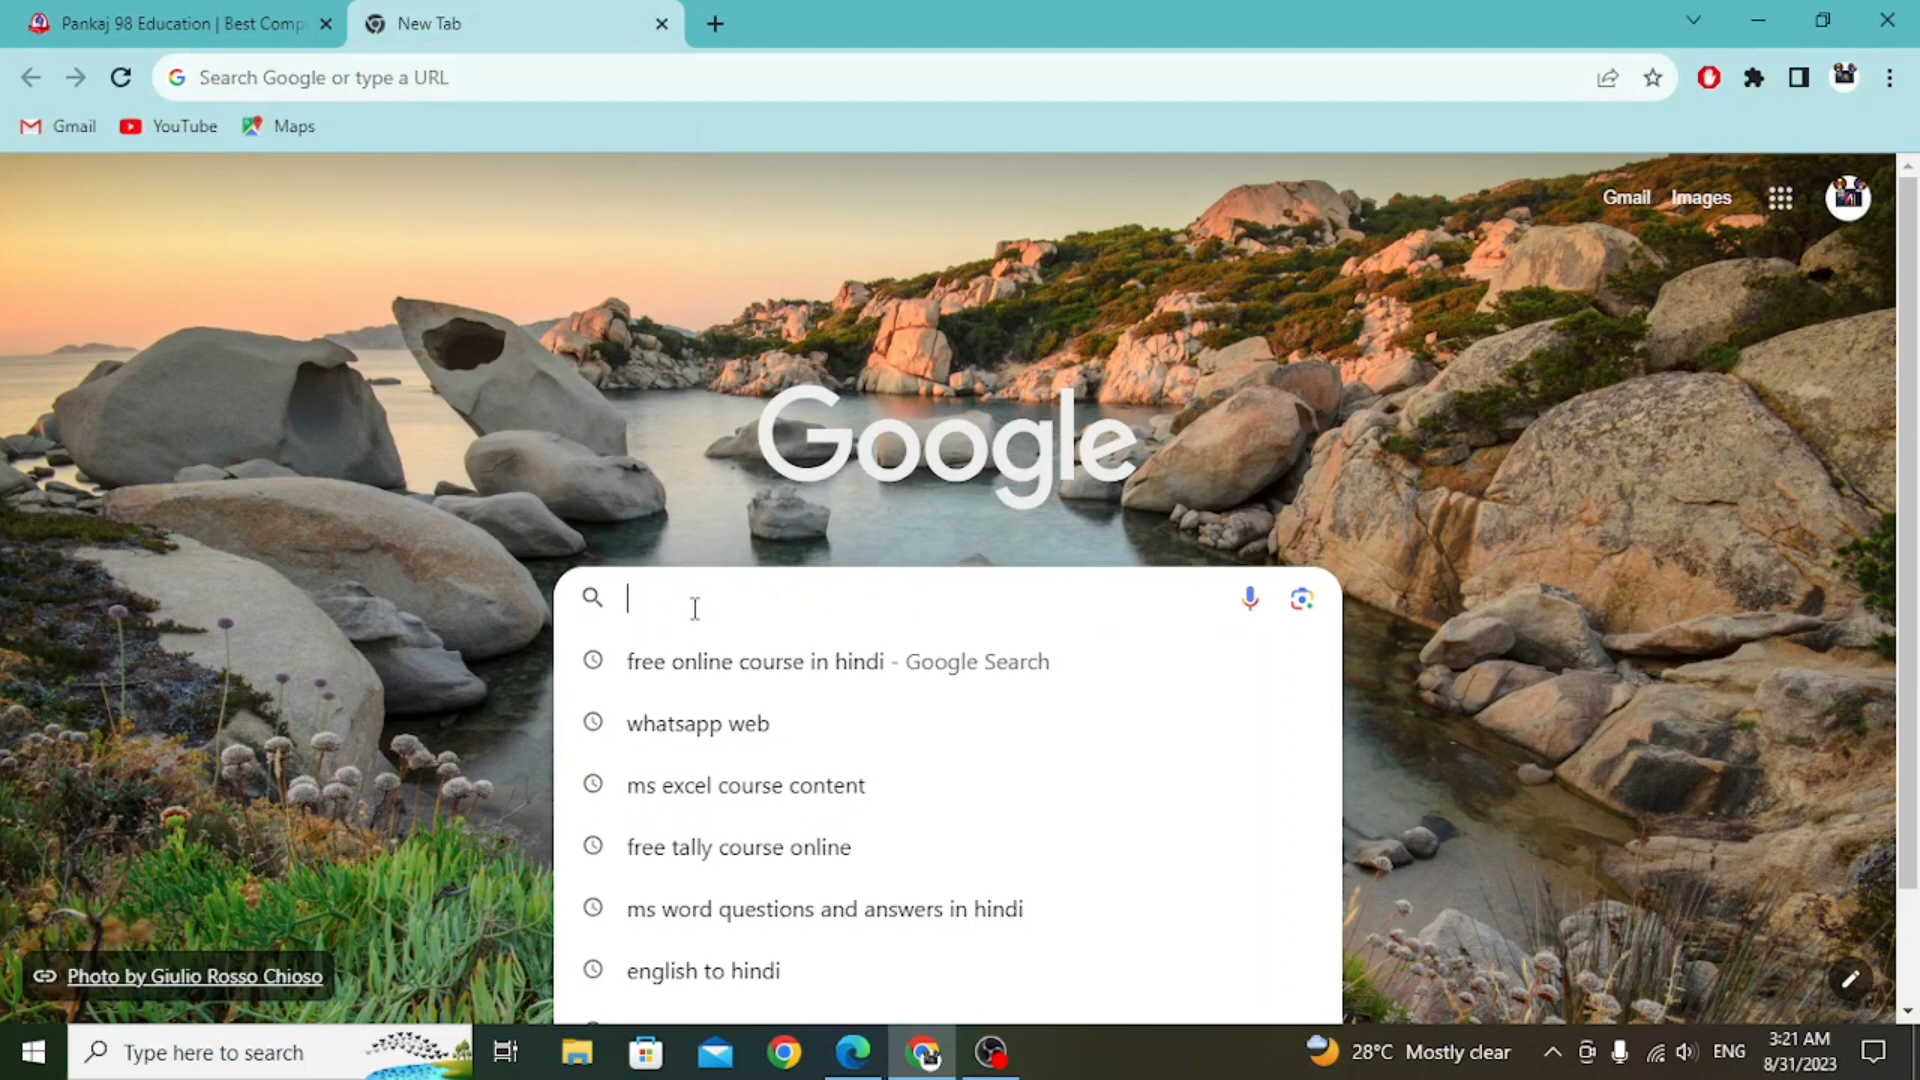 Pankaj 98 Education | Best Comp
New Tab
Search Google or type a URL
Gmail
YouTube
Maps
Gmail
Images
Google
free online course in hindi - Google Search
whatsapp web
ms excel course content
free tally course online
ms word questions and answers in hindi
english to hindi
Photo by Giulio Rosso Chioso
Type here to search
28°C Mostly clear
ENG
3:21 AM
8/31/2023